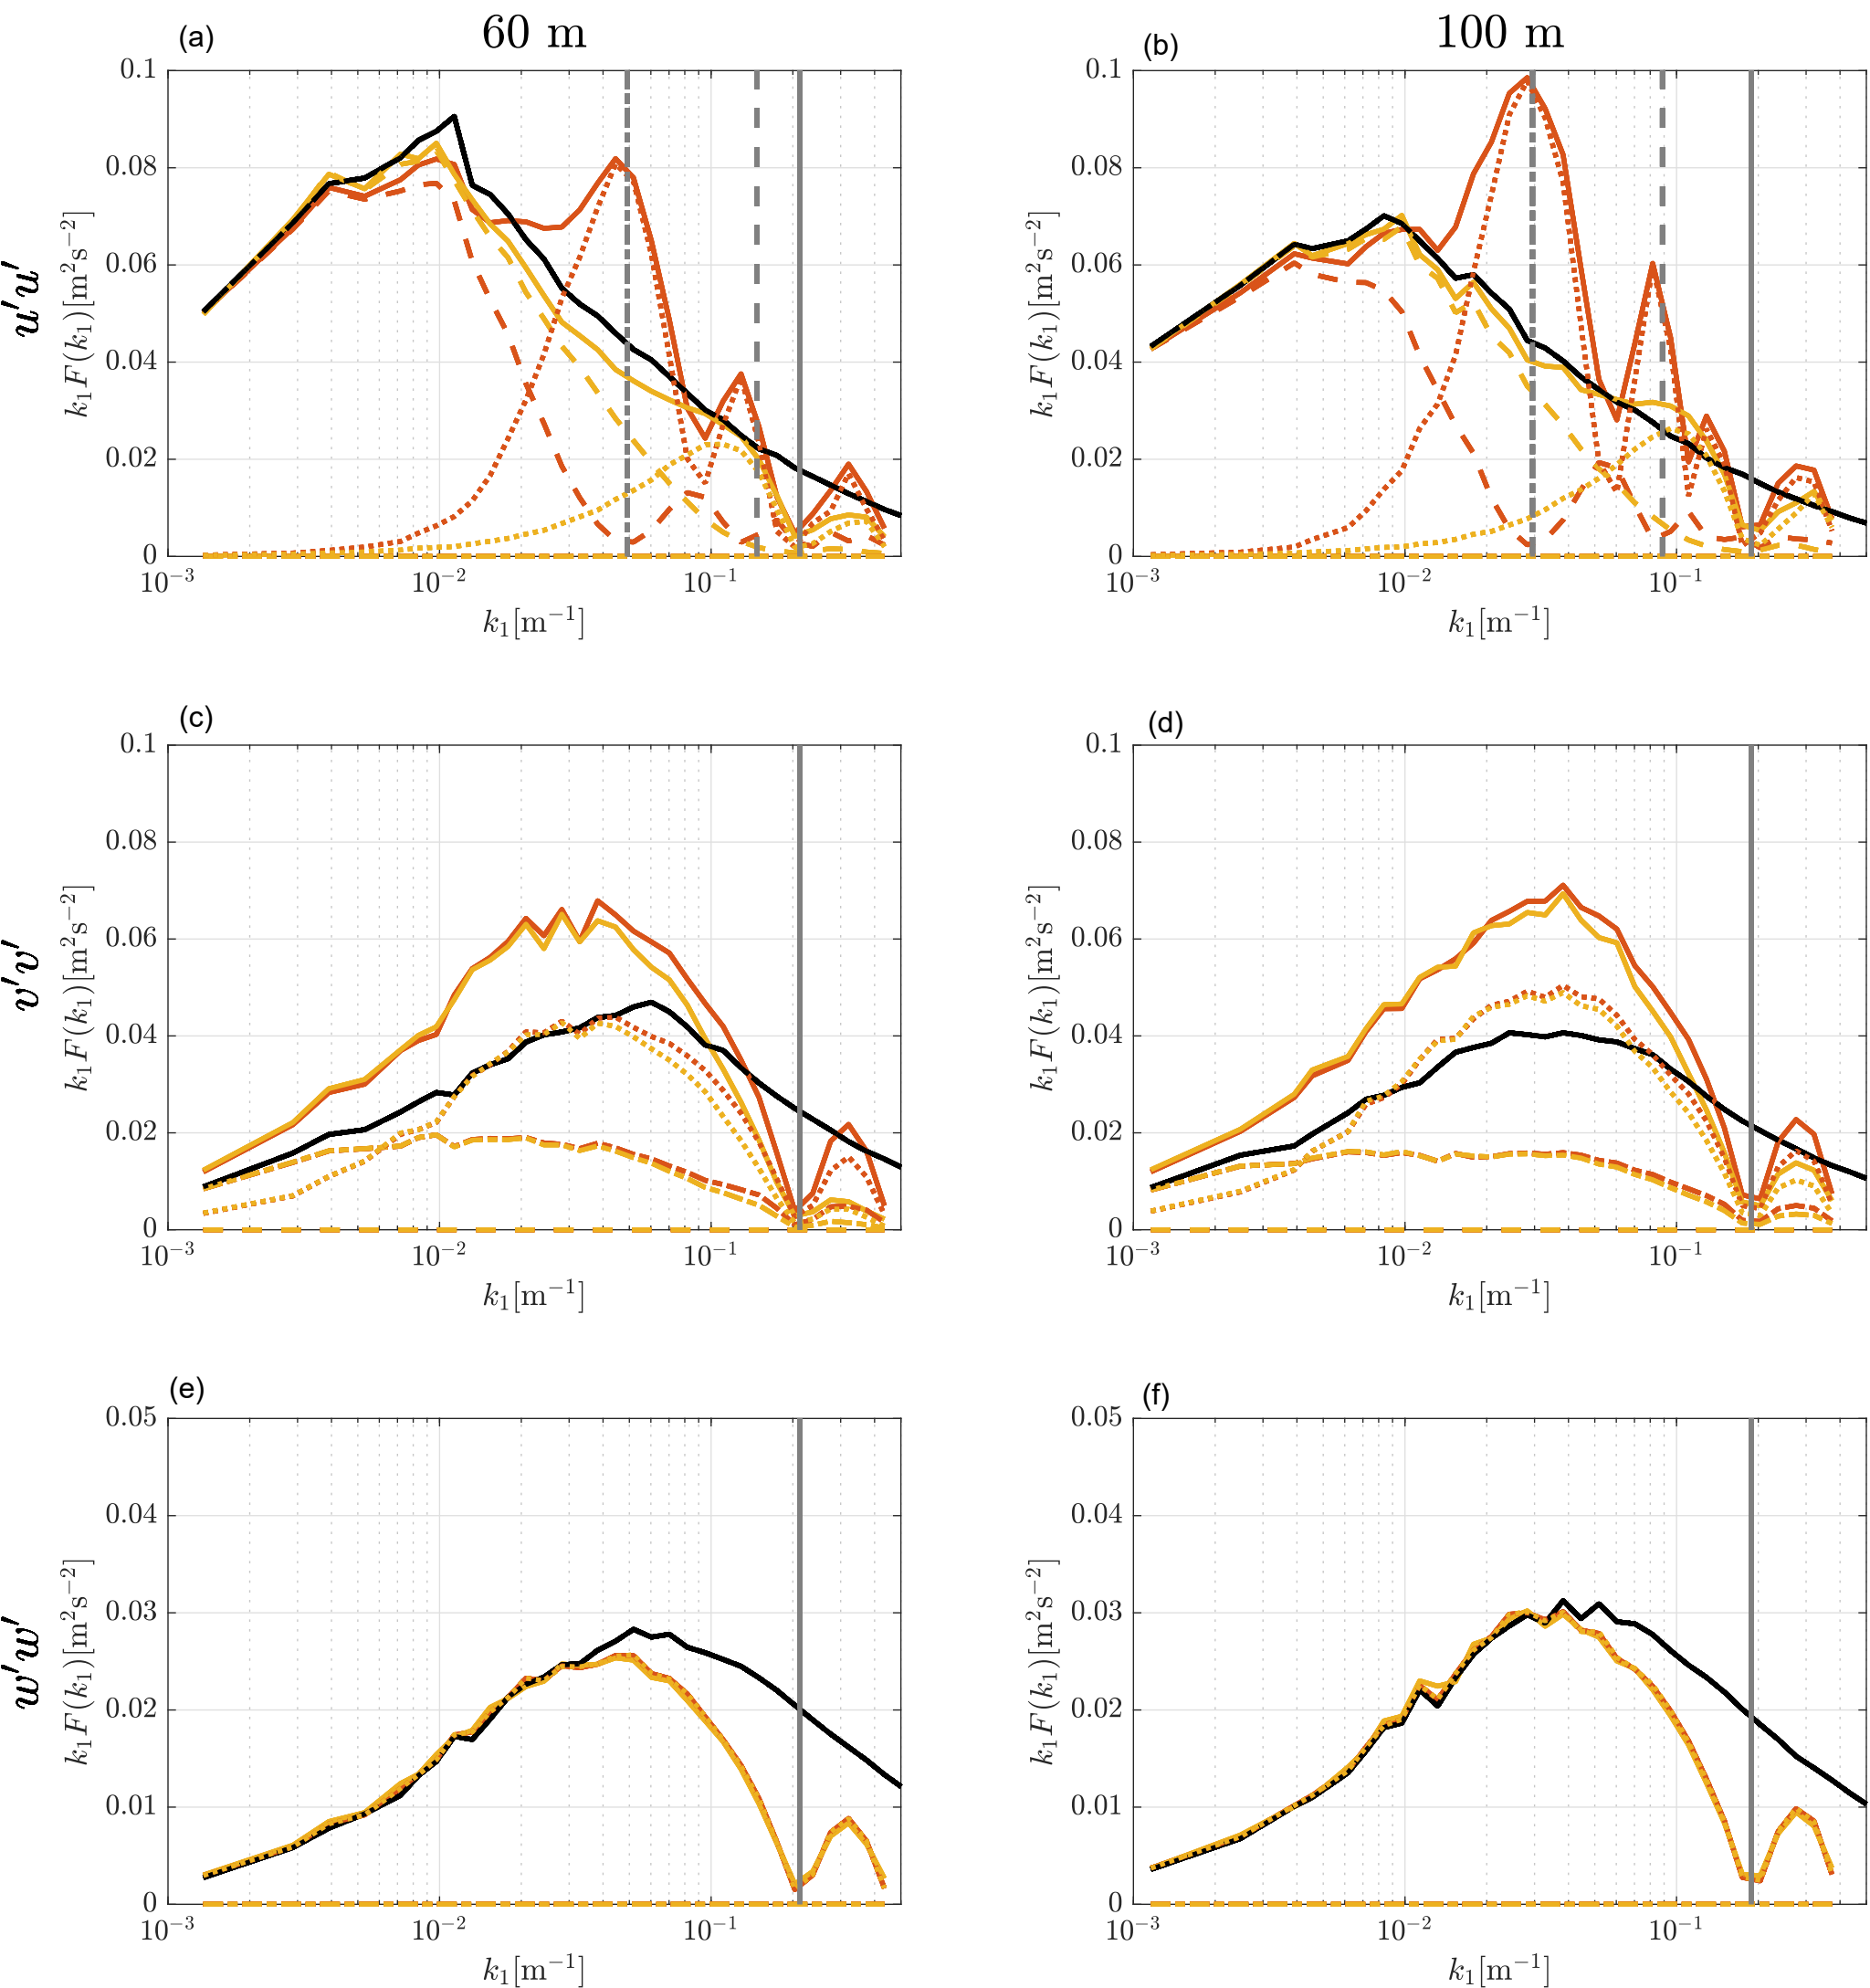 (a) 60 m
(b) 100 m
u′u′
k₁F(k₁)[m²s⁻²]
0.1
0.08
0.06
0.04
0.02
0
10⁻³ 10⁻² 10⁻¹
k₁[m⁻¹]
k₁F(k₁)[m²s⁻²]
0.1
0.08
0.06
0.04
0.02
0
10⁻³ 10⁻² 10⁻¹
k₁[m⁻¹]
(c)
(d)
v′v′
k₁F(k₁)[m²s⁻²]
0.1
0.08
0.06
0.04
0.02
0
10⁻³ 10⁻² 10⁻¹
k₁[m⁻¹]
k₁F(k₁)[m²s⁻²]
0.1
0.08
0.06
0.04
0.02
0
10⁻³ 10⁻² 10⁻¹
k₁[m⁻¹]
(e)
(f)
w′w′
k₁F(k₁)[m²s⁻²]
0.05
0.04
0.03
0.02
0.01
0
10⁻³ 10⁻² 10⁻¹
k₁[m⁻¹]
k₁F(k₁)[m²s⁻²]
0.05
0.04
0.03
0.02
0.01
0
10⁻³ 10⁻² 10⁻¹
k₁[m⁻¹]